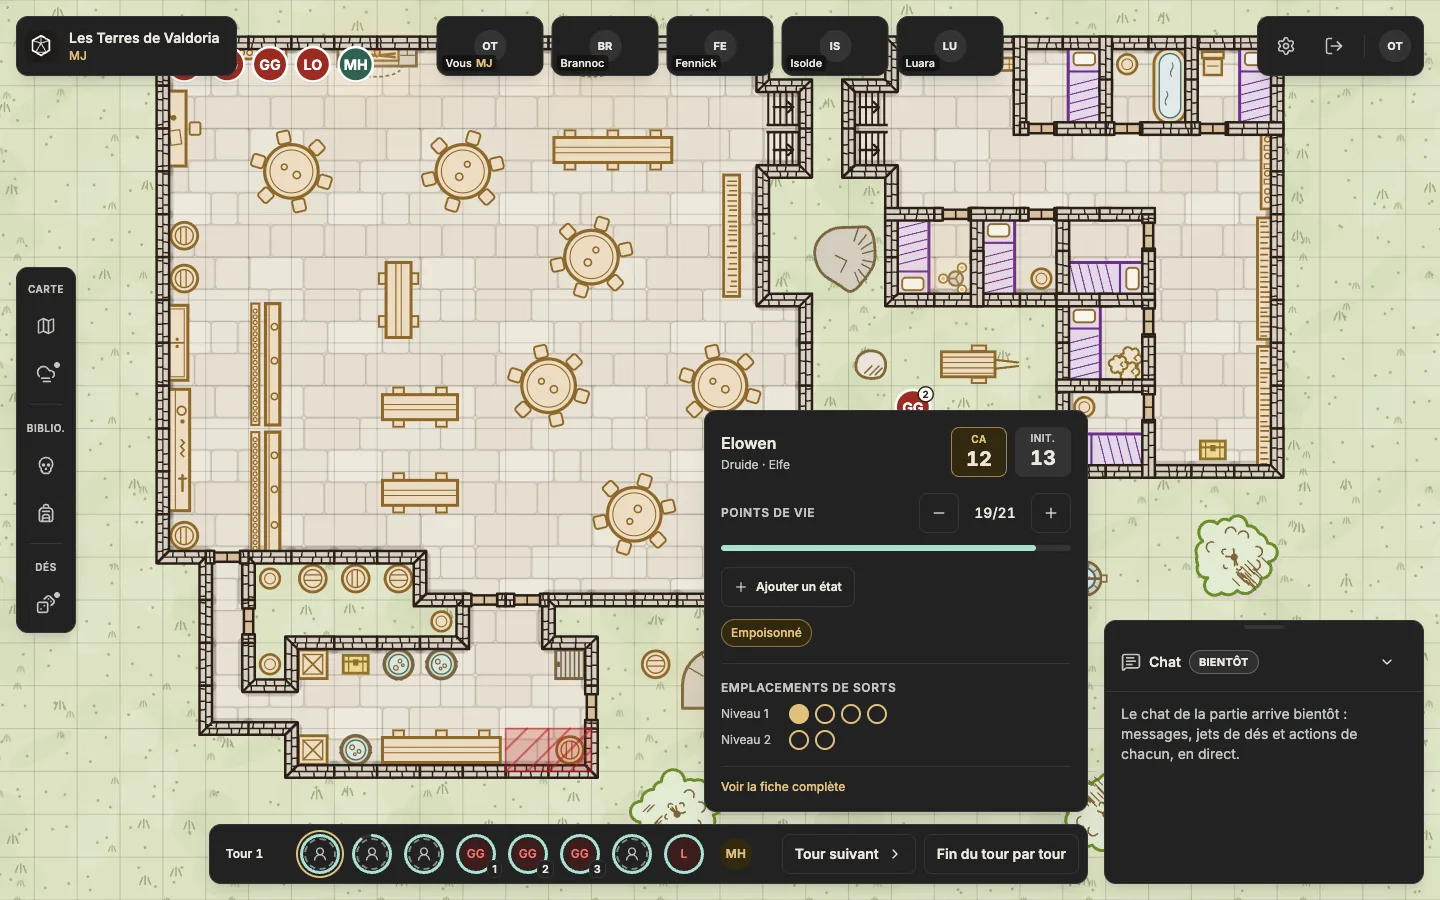 Les Terres de Valdoria
MJ
GG
LO
MH
OT
Vous MJ
BR
Brannoc
FE
Fennick
IS
Isolde
LU
Luara
OT
CARTE
BIBLIO.
DÉS
GG
2
Elowen
Druide · Elfe
CA
12
INIT.
13
POINTS DE VIE
19/21
Ajouter un état
Empoisonné
EMPLACEMENTS DE SORTS
Niveau 1
Niveau 2
Voir la fiche complète
Chat BIENTÔT
Le chat de la partie arrive bientôt :
messages, jets de dés et actions de
chacun, en direct.
Tour 1
GG
1
GG
2
GG
3
L
MH
Tour suivant
Fin du tour par tour